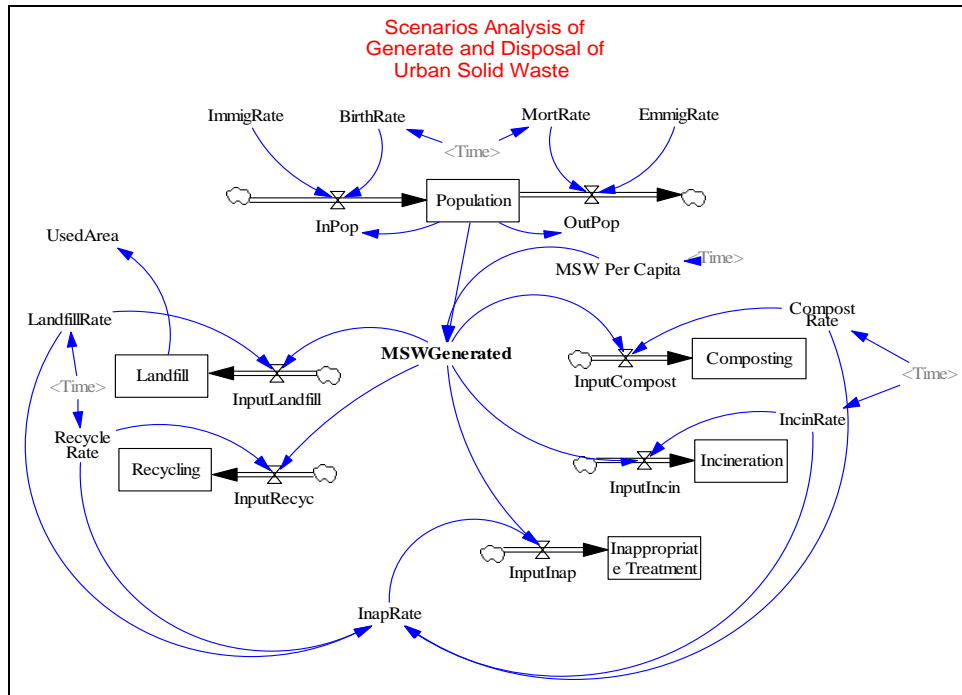 Scenarios Analysis of
Generate and Disposal of
Urban Solid Waste
ImmigRate
BirthRate
MortRate
EmmigRate
<Time>
Population
InPop
OutPop
UsedArea
MSW Per Capita
<Time>
LandfillRate
Compost
Rate
MSWGenerated
Landfill
InputLandfill
InputCompost
Composting
<Time>
<Time>
Recycle
Rate
IncinRate
Recycling
InputRecyc
InputIncin
Incineration
InputInap
Inappropriat
e Treatment
InapRate